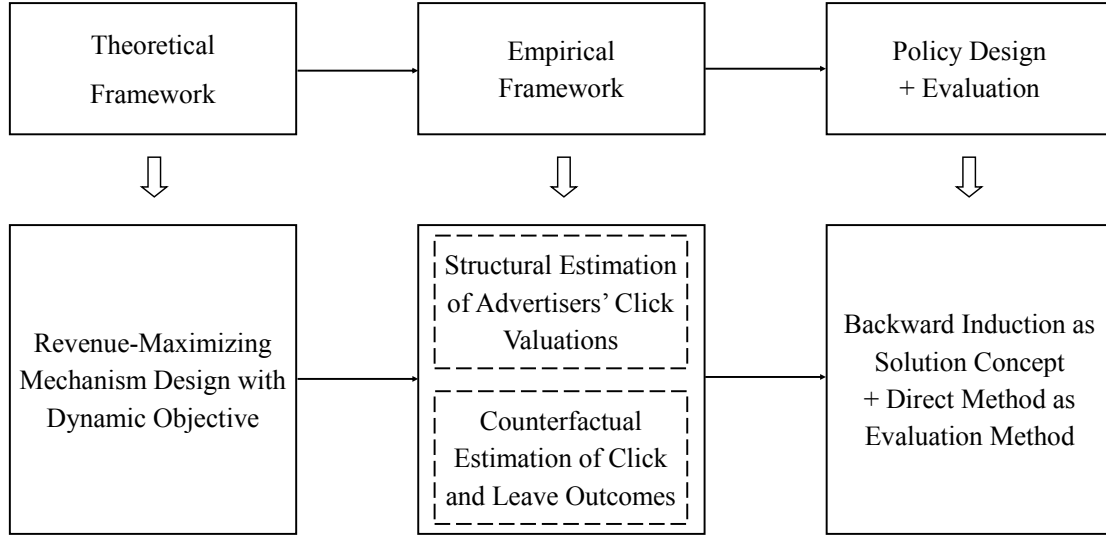 Theoretical
Framework
Empirical
Framework
Policy Design
+ Evaluation
Revenue-Maximizing
Mechanism Design with
Dynamic Objective
Structural Estimation
of Advertisers’ Click
Valuations
Counterfactual
Estimation of Click
and Leave Outcomes
Backward Induction as
Solution Concept
+ Direct Method as
Evaluation Method